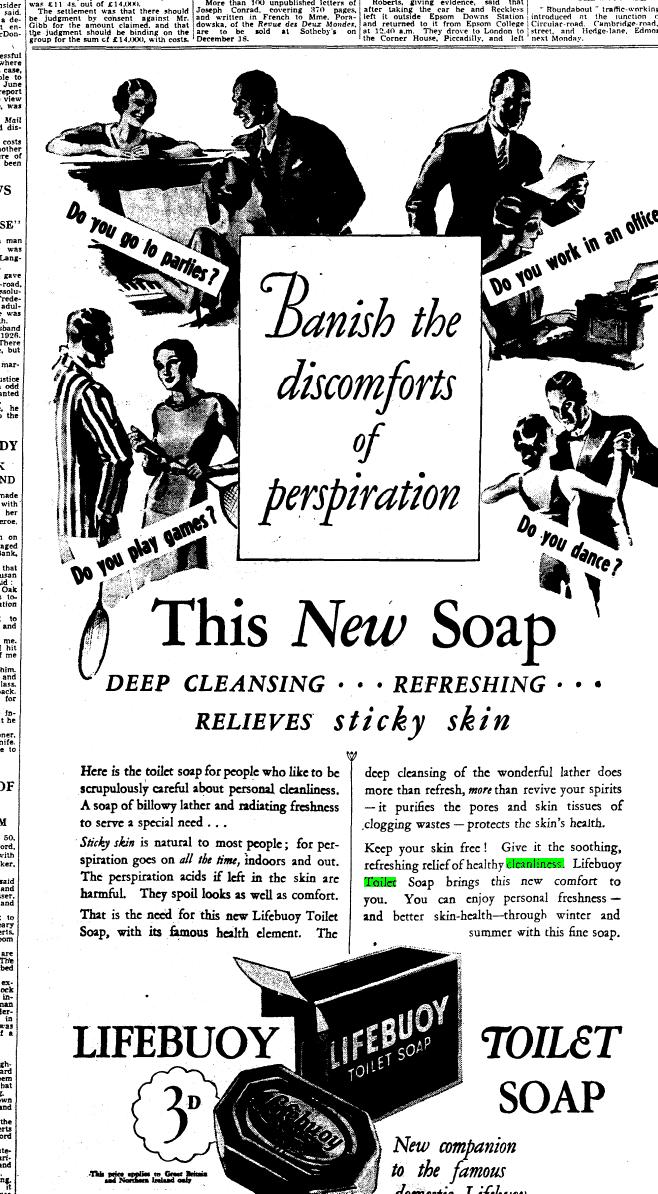 was £11 4s. out of £14,000.
The settlement was that there should
be judgment by consent against Mr.
Gibb for the amount claimed, and that
the judgment should be binding on the
group for the sum of £14,000, with costs.
More than 100 unpublished letters of
Joseph Conrad, covering 370 pages,
and written in French to Mme. Pora-
dowska, of the Revue des Deux Mondes,
are to be sold at Sotheby's on
December 18.
Roberts, giving evidence, said that
after taking the car he and Reckless
left it outside Epsom Downs Station
and returned to it from Epsom College
at 12.40 a.m. They drove to London to
the Corner House, Piccadilly, and left
"Roundabout" traffic-working
introduced at the junction of
Circular-road, Cambridge-road,
street, and Hedge-lane, Edmon
next Monday.
Do you go to parties?
Do you work in an office
Banish the
discomforts
of
perspiration
Do you play games?
Do you dance?
This New Soap
DEEP CLEANSING · · · REFRESHING · · ·
RELIEVES sticky skin
Here is the toilet soap for people who like to be
scrupulously careful about personal cleanliness.
A soap of billowy lather and radiating freshness
to serve a special need . . .
Sticky skin is natural to most people; for per-
spiration goes on all the time, indoors and out.
The perspiration acids if left in the skin are
harmful. They spoil looks as well as comfort.
That is the need for this new Lifebuoy Toilet
Soap, with its famous health element. The
deep cleansing of the wonderful lather does
more than refresh, more than revive your spirits
— it purifies the pores and skin tissues of
clogging wastes — protects the skin's health.
Keep your skin free! Give it the soothing,
refreshing relief of healthy cleanliness. Lifebuoy
Toilet Soap brings this new comfort to
you. You can enjoy personal freshness —
and better skin-health—through winter and
summer with this fine soap.
LIFEBUOY
TOILET SOAP
LIFEBUOY
TOILET
SOAP
3D
Lifebuoy
This price applies to Great Britain
and Northern Ireland only
New companion
to the famous
domestic Lifebuoy